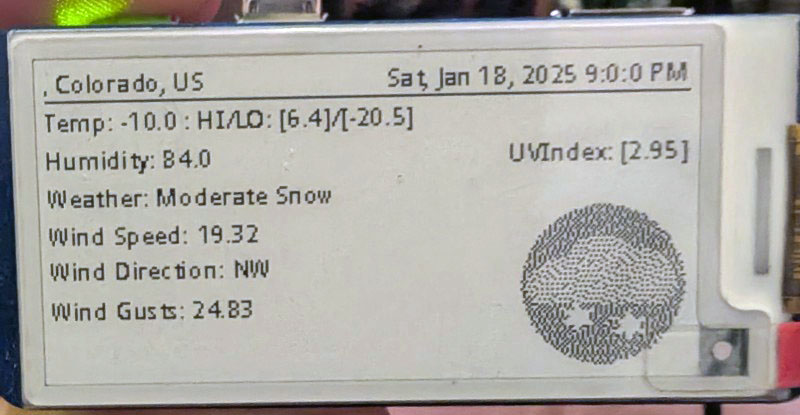 , Colorado, US Sat, Jan 18, 2025 9:0:0 PM
Temp: -10.0 : HI/LO: [6.4]/[-20.5]
Humidity: 84.0 UVIndex: [2.95]
Weather: Moderate Snow
Wind Speed: 19.32
Wind Direction: NW
Wind Gusts: 24.83